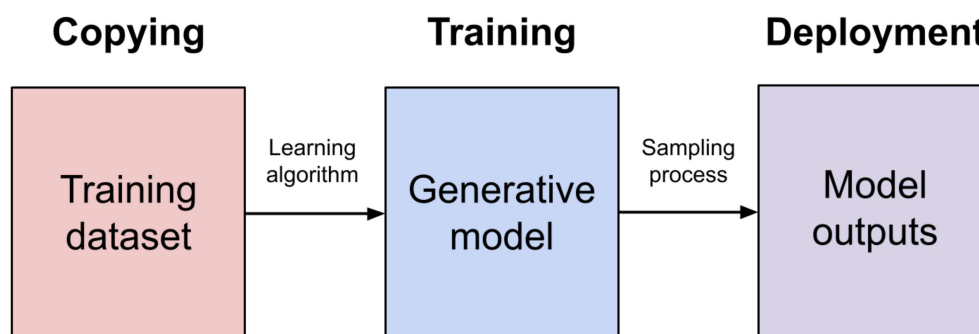 Copying
Training
Deployment
Training
dataset
Learning
algorithm
Generative
model
Sampling
process
Model
outputs